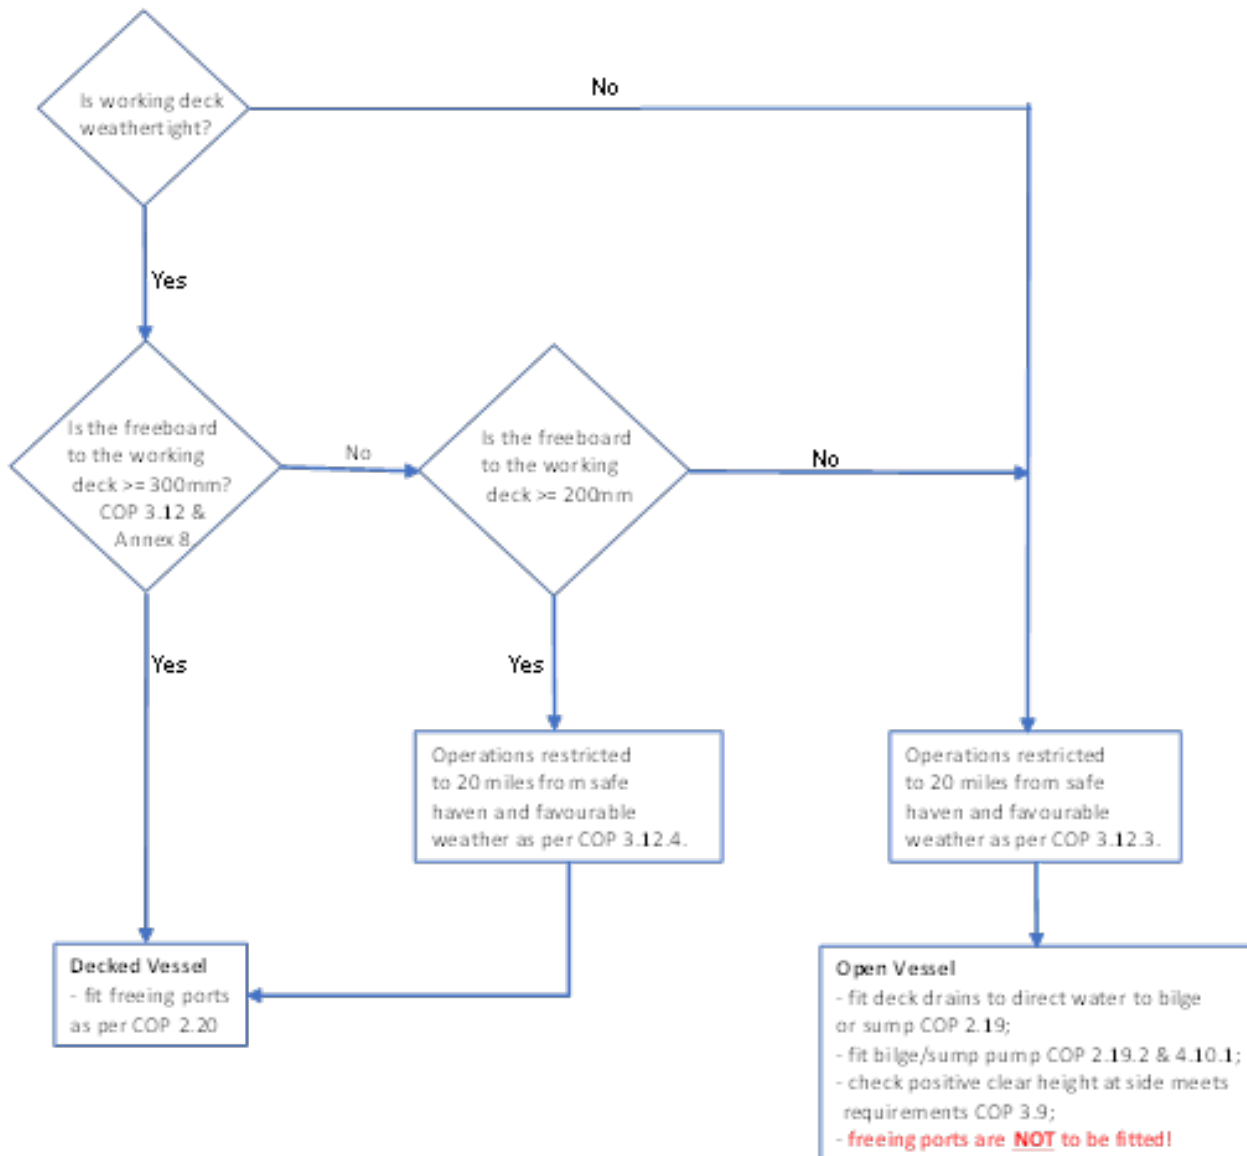 Is working deck
weathertight?
No
Yes
Is the freeboard
to the working
deck >= 300mm?
COP 3.12 &
Annex 8
No
Is the freeboard
to the working
deck >= 200mm
No
Yes
Yes
Operations restricted
to 20 miles from safe
haven and favourable
weather as per COP 3.12.4.
Operations restricted
to 20 miles from safe
haven and favourable
weather as per COP 3.12.3.
Decked Vessel
- fit freeing ports
as per COP 2.20
Open Vessel
- fit deck drains to direct water to bilge
or sump COP 2.19;
- fit bilge/sump pump COP 2.19.2 & 4.10.1;
- check positive clear height at side meets
requirements COP 3.9;
- freeing ports are NOT to be fitted!